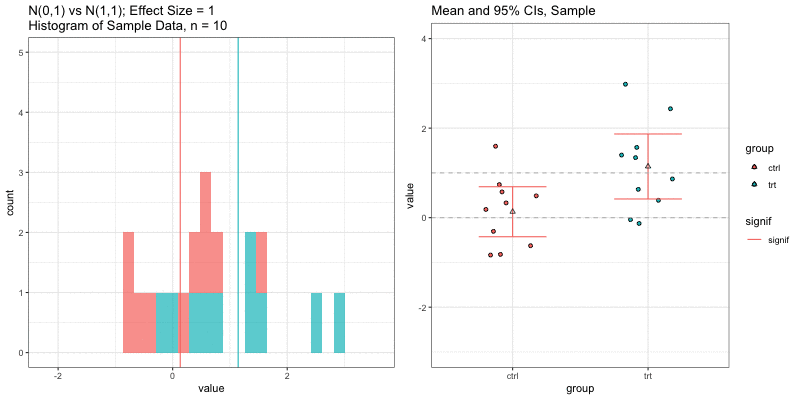 N(0,1) vs N(1,1); Effect Size = 1
Histogram of Sample Data, n = 10
5
4
3
2
1
0
count
-2
0
2
value
Mean and 95% CIs, Sample
4
2
0
-2
value
ctrl
trt
group
group
ctrl
trt
signif
signif